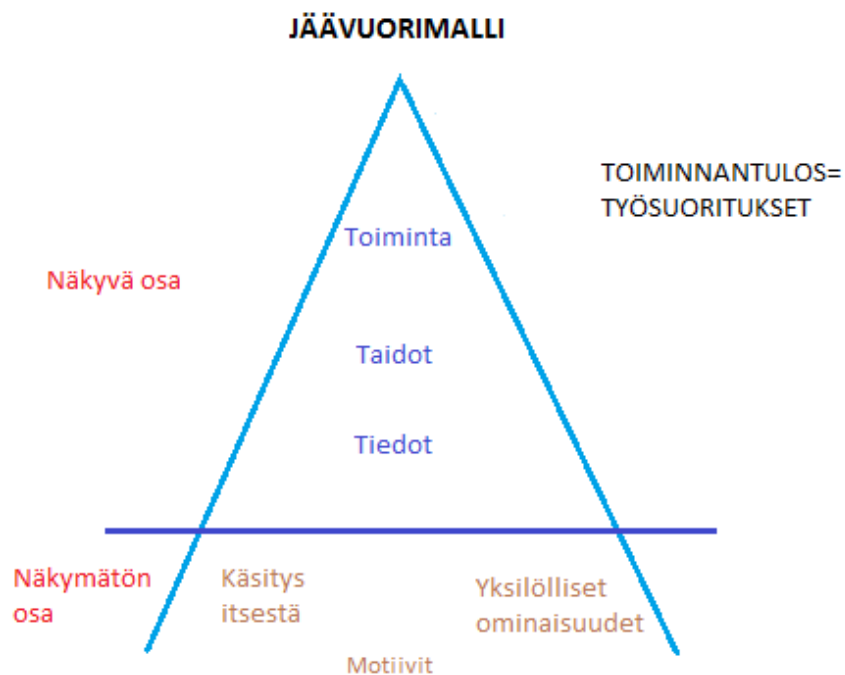 JÄÄVUORIMALLI
TOIMINNANTULOS=
TYÖSUORITUKSET
Toiminta
Näkyvä osa
Taidot
Tiedot
Näkymätön
osa
Käsitys
itsestä
Yksilölliset
ominaisuudet
Motiivit